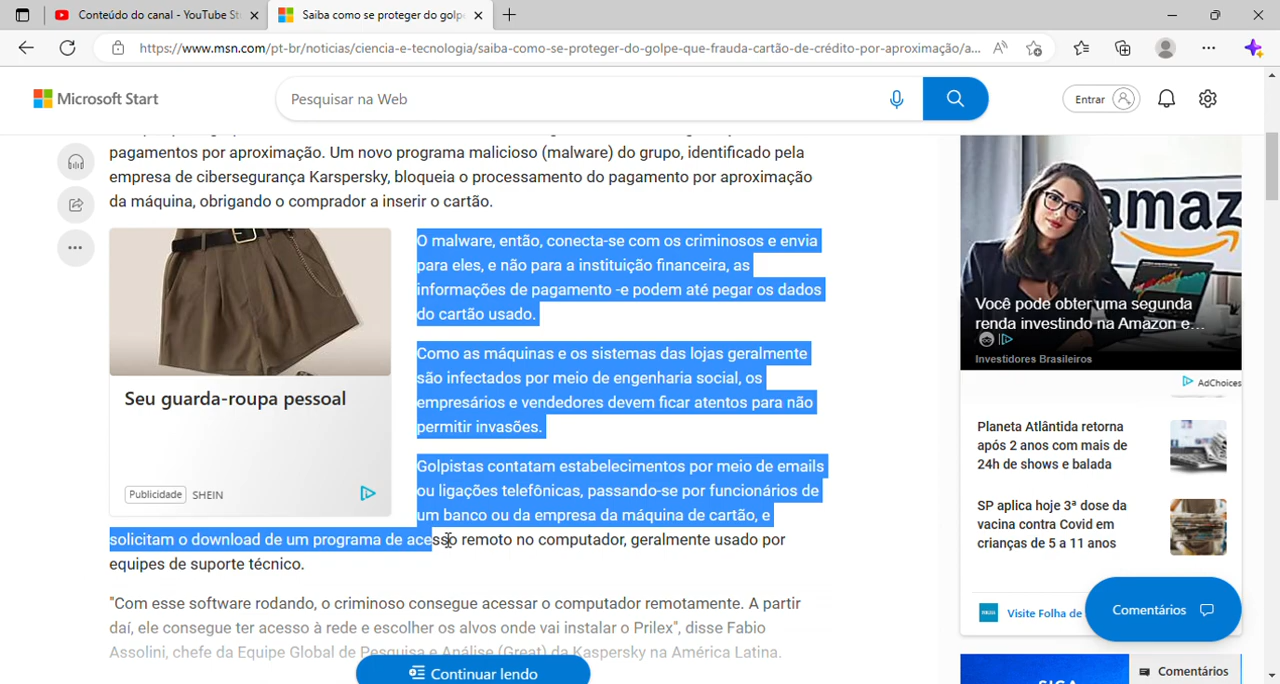 Conteúdo do canal - YouTube St
Saiba como se proteger do golpe
https://www.msn.com/pt-br/noticias/ciencia-e-tecnologia/saiba-como-se-proteger-do-golpe-que-frauda-cartão-de-crédito-por-aproximação/a...
Microsoft Start
Pesquisar na Web
Entrar
pagamentos por aproximação. Um novo programa malicioso (malware) do grupo, identificado pela
empresa de cibersegurança Karspersky, bloqueia o processamento do pagamento por aproximação
da máquina, obrigando o comprador a inserir o cartão.
O malware, então, conecta-se com os criminosos e envia
para eles, e não para a instituição financeira, as
informações de pagamento -e podem até pegar os dados
do cartão usado.
Como as máquinas e os sistemas das lojas geralmente
são infectados por meio de engenharia social, os
empresários e vendedores devem ficar atentos para não
permitir invasões.
Golpistas contatam estabelecimentos por meio de emails
ou ligações telefônicas, passando-se por funcionários de
um banco ou da empresa da máquina de cartão, e
solicitam o download de um programa de acesso remoto no computador, geralmente usado por
equipes de suporte técnico.
"Com esse software rodando, o criminoso consegue acessar o computador remotamente. A partir
daí, ele consegue ter acesso à rede e escolher os alvos onde vai instalar o Prilex", disse Fabio
Assolini, chefe da Equipe Global de Pesquisa e Análise (Great) da Kaspersky na América Latina.
Continuar lendo
Seu guarda-roupa pessoal
Publicidade SHEIN
amaz
Você pode obter uma segunda
renda investindo na Amazon e...
Investidores Brasileiros
AdChoices
Planeta Atlântida retorna
após 2 anos com mais de
24h de shows e balada
SP aplica hoje 3ª dose da
vacina contra Covid em
crianças de 5 a 11 anos
Visite Folha de
Comentários
Comentários